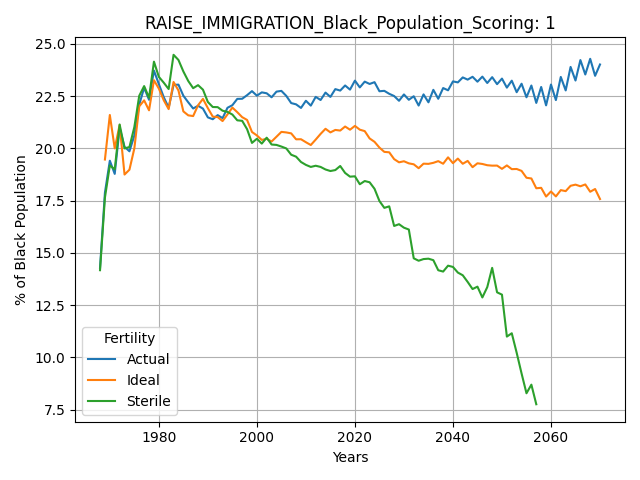 RAISE_IMMIGRATION_Black_Population_Scoring: 1
% of Black Population
25.0
22.5
20.0
17.5
15.0
12.5
10.0
7.5
Fertility
Actual
Ideal
Sterile
1980 2000 2020 2040 2060
Years